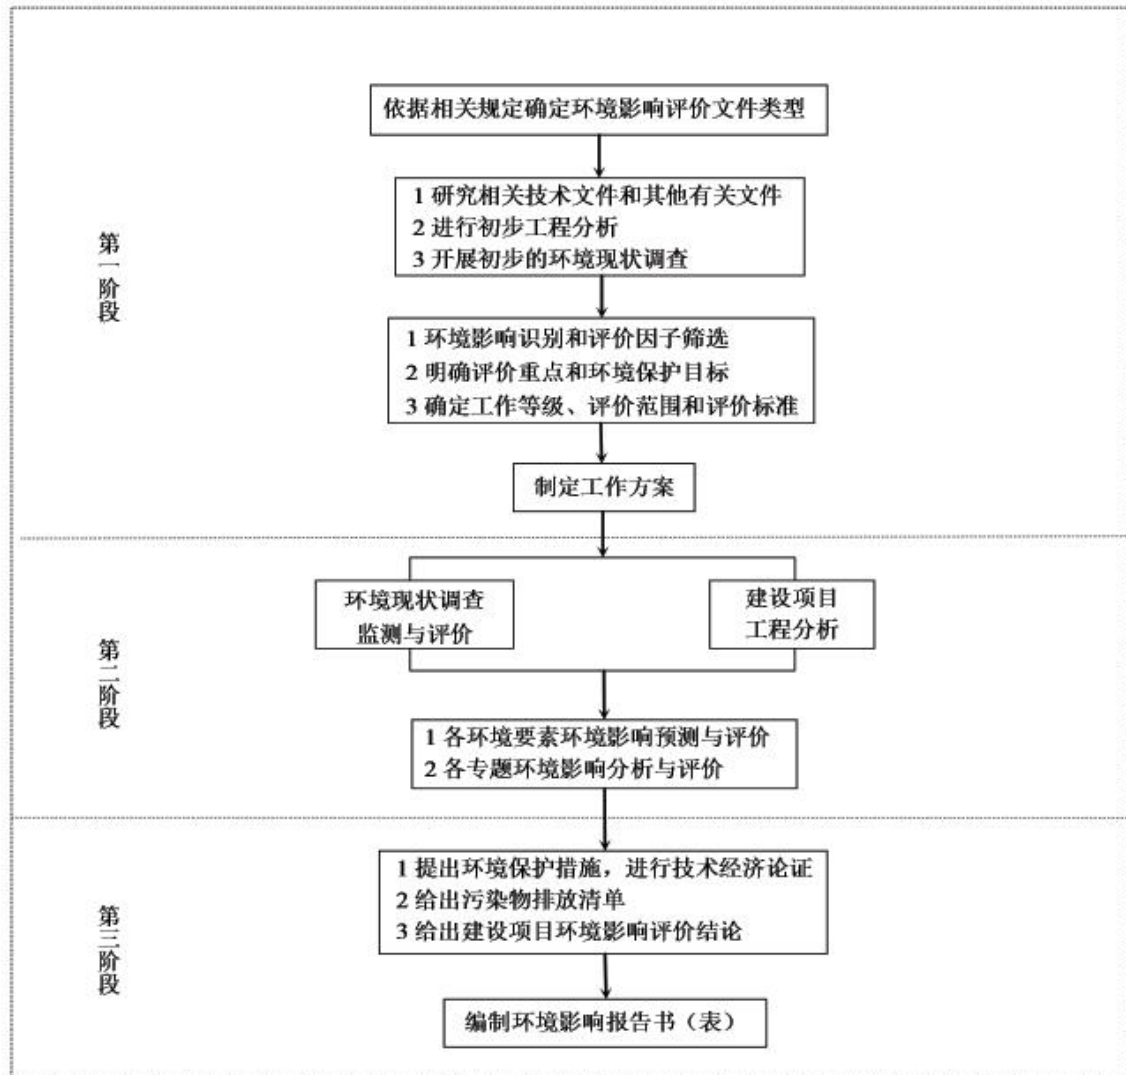 依据相关规定确定环境影响评价文件类型
1 研究相关技术文件和其他有关文件
2 进行初步工程分析
3 开展初步的环境现状调查
第一阶段
1 环境影响识别和评价因子筛选
2 明确评价重点和环境保护目标
3 确定工作等级、评价范围和评价标准
制定工作方案
环境现状调查
监测与评价
建设项目
工程分析
第二阶段
1 各环境要素环境影响预测与评价
2 各专题环境影响分析与评价
1 提出环境保护措施，进行技术经济论证
2 给出污染物排放清单
3 给出建设项目环境影响评价结论
第三阶段
编制环境影响报告书（表）